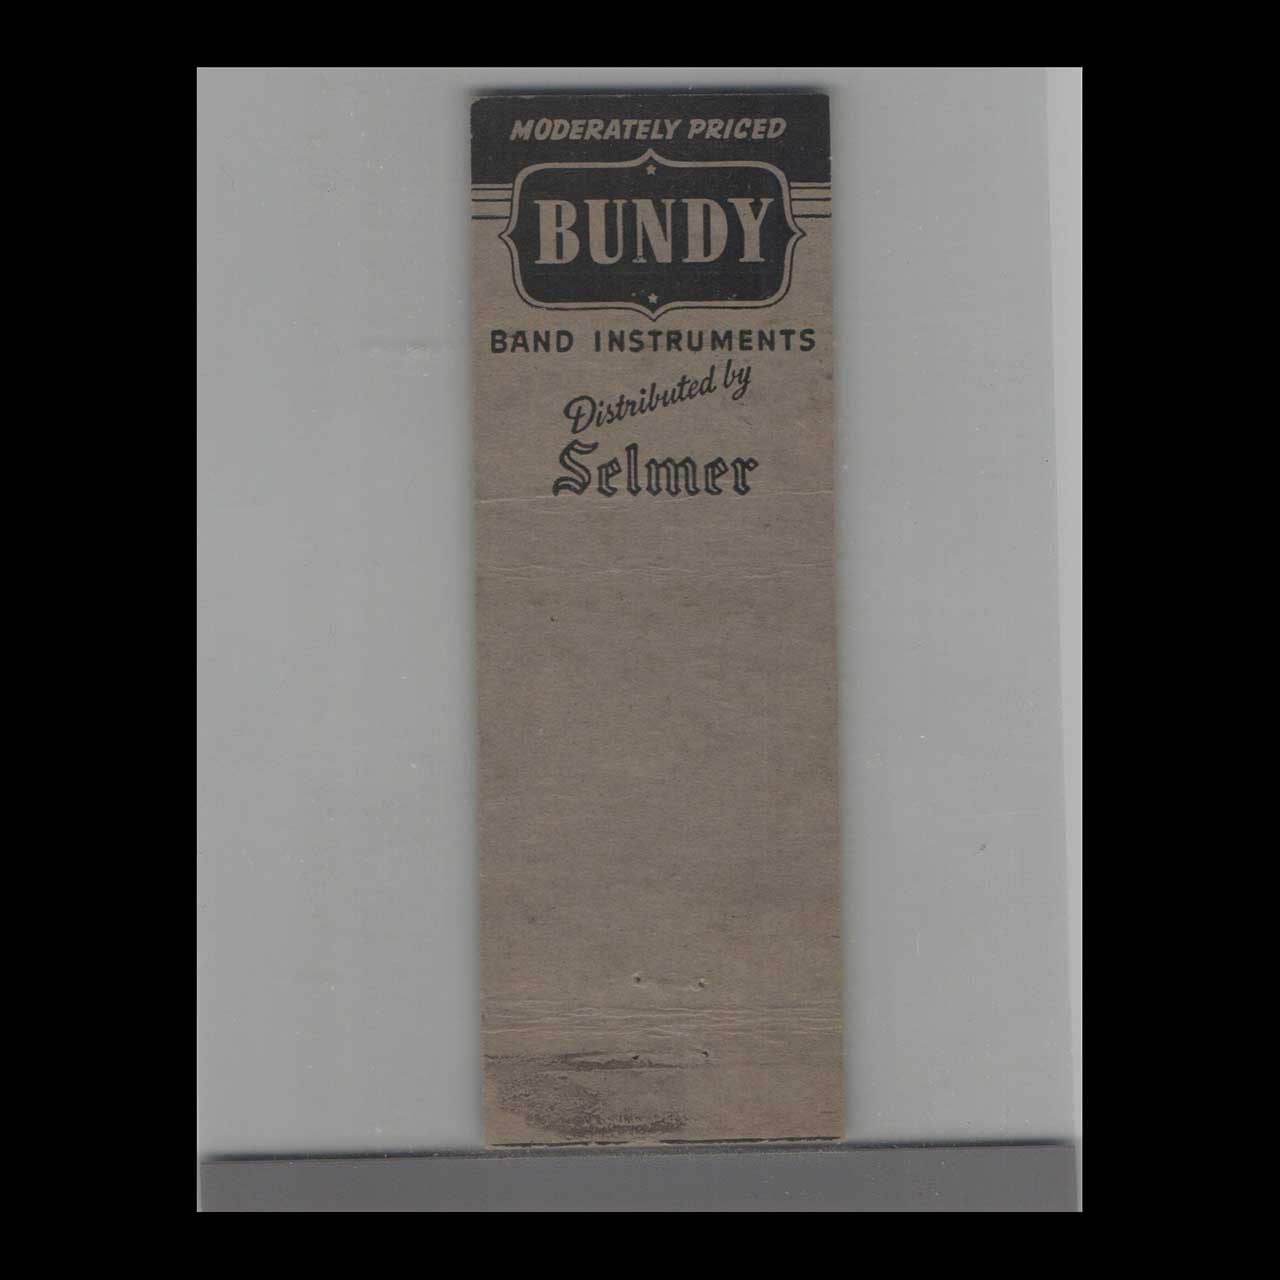 MODERATELY PRICED
BUNDY
BAND INSTRUMENTS
Distributed by
Selmer